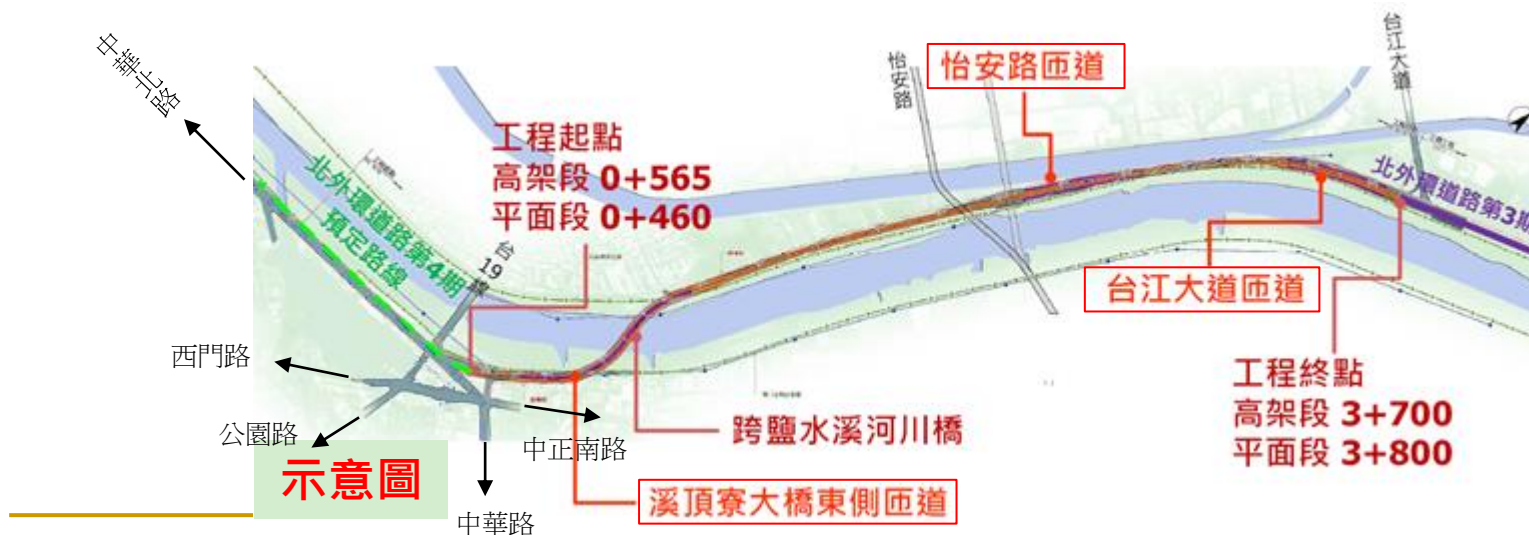 中華北路
工程起點
高架段 0+565
平面段 0+460
北外環道路第4期
預定路線
台19線
怡安路
怡安路匝道
台江大道
北外環道路第3期
台江大道匝道
工程終點
高架段 3+700
平面段 3+800
西門路
公園路
中正南路
跨鹽水溪河川橋
示意圖
溪頂寮大橋東側匝道
中華路